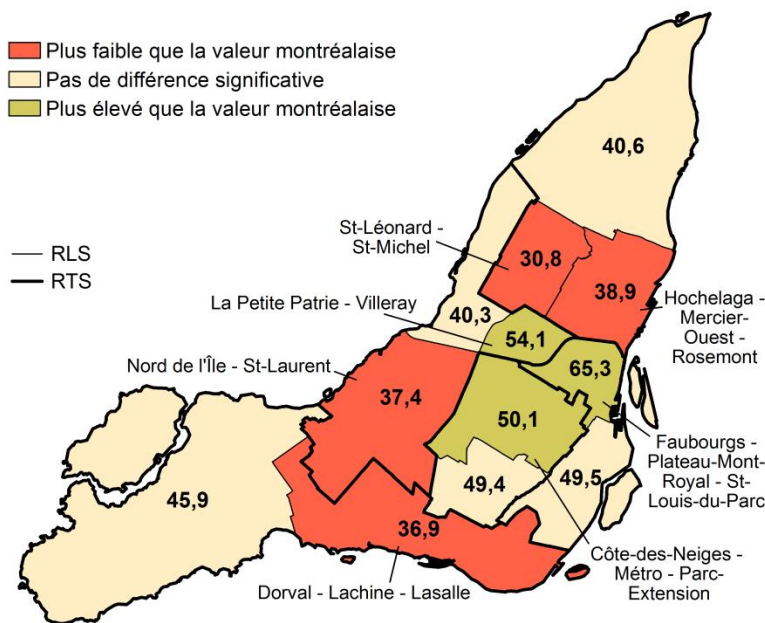 Plus faible que la valeur montréalaise
Pas de différence significative
Plus élevé que la valeur montréalaise
40,6
St-Léonard -
St-Michel
30,8
RLS
RTS
38,9
La Petite Patrie - Villeray
40,3
Hochelaga -
Mercier-
Ouest -
Rosemont
54,1
Nord de l'Île - St-Laurent
65,3
37,4
50,1
Faubourgs -
Plateau-Mont-
Royal - St-
Louis-du-Parc
49,4
49,5
45,9
36,9
Côte-des-Neiges -
Métro - Parc-
Extension
Dorval - Lachine - Lasalle